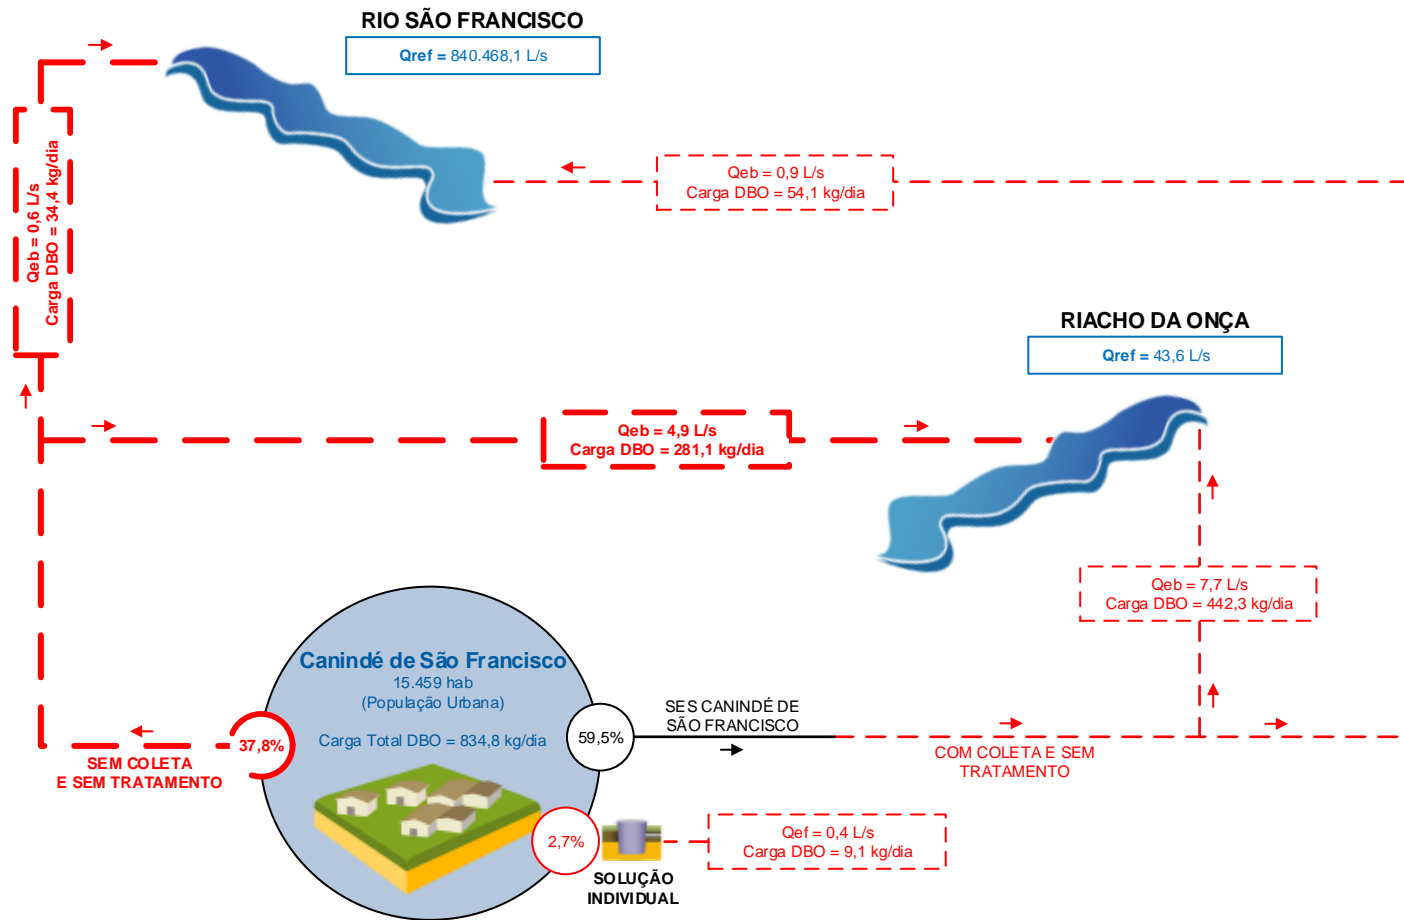 RIO SÃO FRANCISCO
Qref = 840.468,1 L/s
Qeb = 0,6 L/s
Carga DBO = 34,4 kg/dia
Qeb = 0,9 L/s
Carga DBO = 54,1 kg/dia
RIACHO DA ONÇA
Qref = 43,6 L/s
Qeb = 4,9 L/s
Carga DBO = 281,1 kg/dia
Qeb = 7,7 L/s
Carga DBO = 442,3 kg/dia
Canindé de São Francisco
15.459 hab
(População Urbana)
Carga Total DBO = 834,8 kg/dia
37,8%
SEM COLETA
E SEM TRATAMENTO
59,5%
SES CANINDÉ DE
SÃO FRANCISCO
COM COLETA E SEM
TRATAMENTO
2,7%
SOLUÇÃO
INDIVIDUAL
Qef = 0,4 L/s
Carga DBO = 9,1 kg/dia